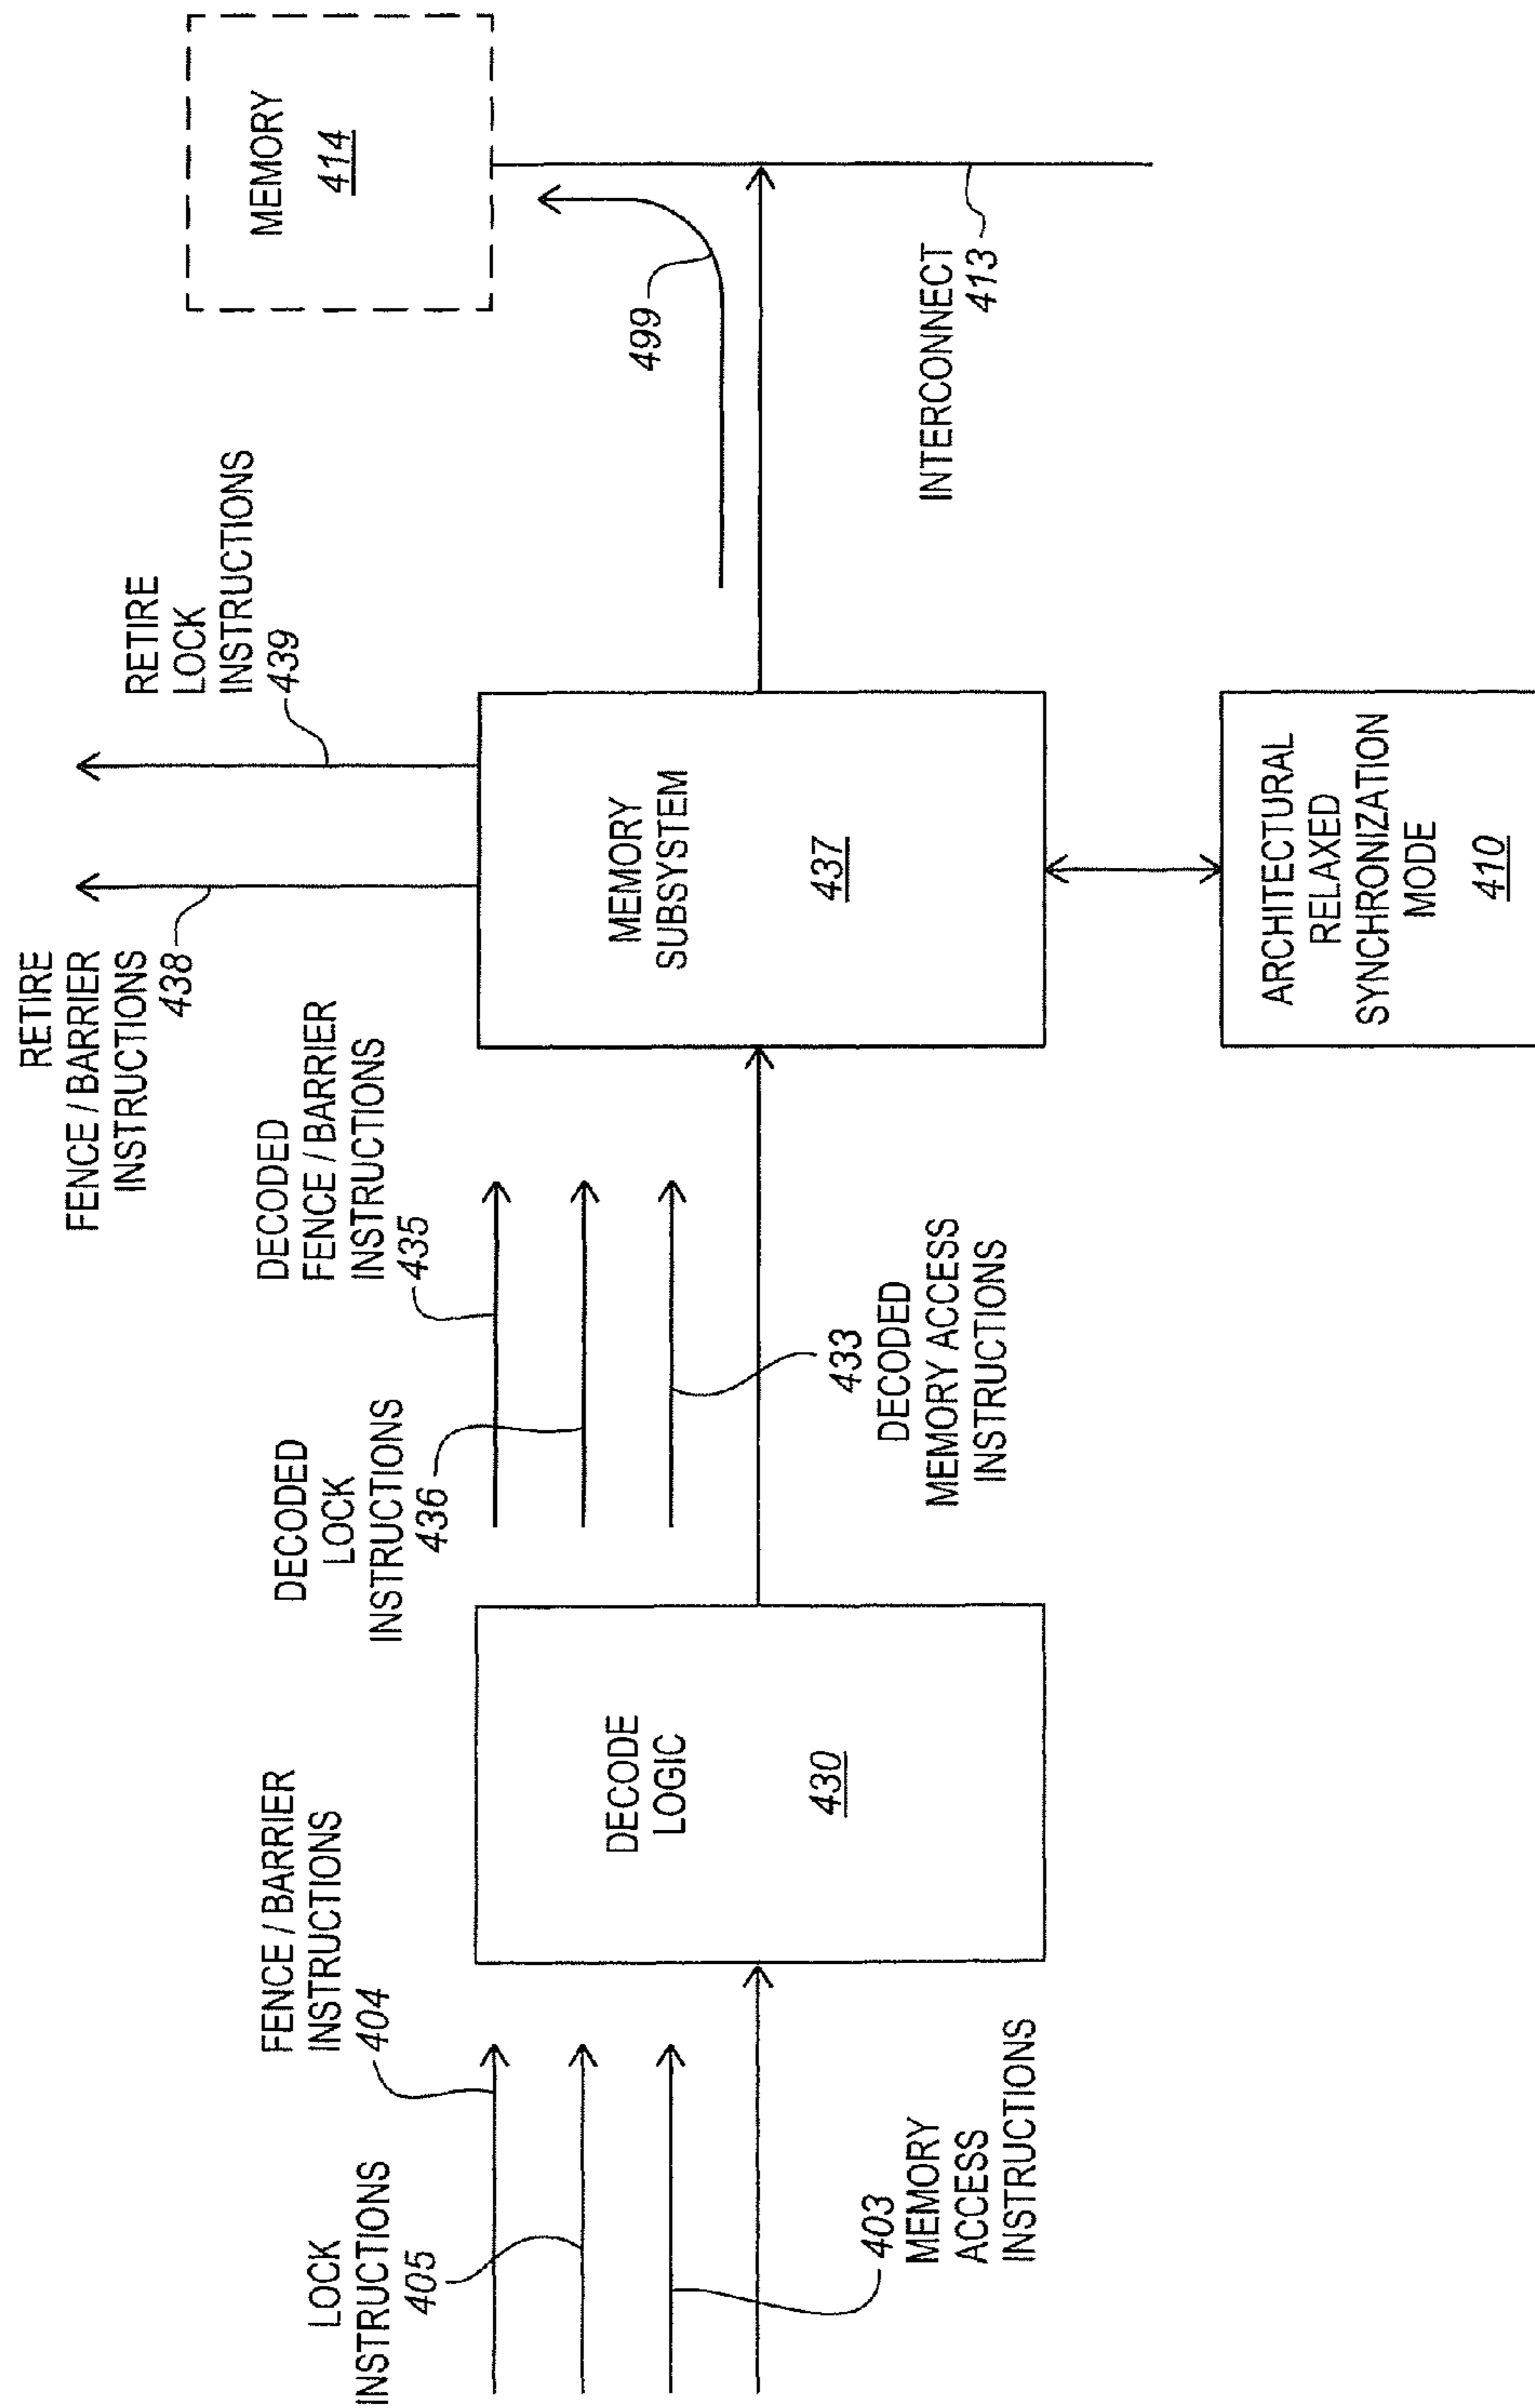 LOCK
INSTRUCTIONS
405
FENCE / BARRIER
INSTRUCTIONS
404
403
MEMORY
ACCESS
INSTRUCTIONS
DECODE
LOGIC
430
DECODED
LOCK
INSTRUCTIONS
436
DECODED
FENCE / BARRIER
INSTRUCTIONS
435
433
DECODED
MEMORY ACCESS
INSTRUCTIONS
RETIRE
FENCE / BARRIER
INSTRUCTIONS
438
RETIRE
LOCK
INSTRUCTIONS
439
MEMORY
SUBSYSTEM
437
ARCHITECTURAL
RELAXED
SYNCHRONIZATION
MODE
410
499
INTERCONNECT
413
MEMORY
414